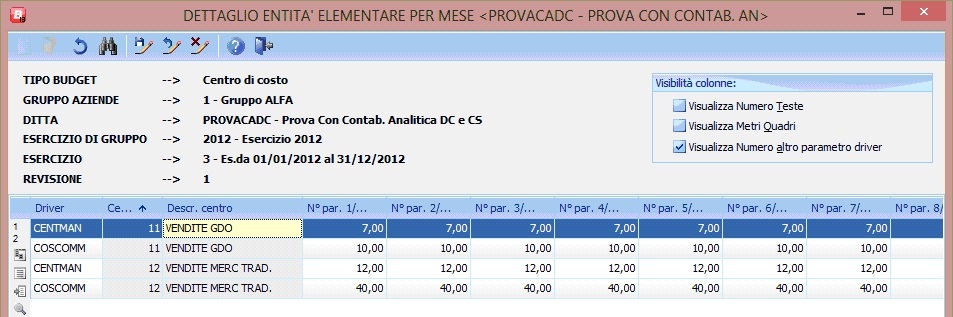 DETTAGLIO ENTITA' ELEMENTARE PER MESE <PROVACADC - PROVA CON CONTAB. AN>
TIPO BUDGET --> Centro di costo
GRUPPO AZIENDE --> 1 - Gruppo ALFA
DITTA --> PROVACADC - Prova Con Contab. Analitica DC e CS
ESERCIZIO DI GRUPPO --> 2012 - Esercizio 2012
ESERCIZIO --> 3 - Es.da 01/01/2012 al 31/12/2012
REVISIONE --> 1
Visibilità colonne:
Visualizza Numero Teste
Visualizza Metri Quadri
Visualizza Numero altro parametro driver
Driver Ce... Descr. centro N° par. 1/... N° par. 2/... N° par. 3/... N° par. 4/... N° par. 5/... N° par. 6/... N° par. 7/... N° par. 8/
1 CENTMAN 11 VENDITE GDO 7,00 7,00 7,00 7,00 7,00 7,00 7,00
2 COSCOMM 11 VENDITE GDO 10,00 10,00 10,00 10,00 10,00 10,00 10,00
CENTMAN 12 VENDITE MERC TRAD. 12,00 12,00 12,00 12,00 12,00 12,00 12,00
COSCOMM 12 VENDITE MERC TRAD. 40,00 40,00 40,00 40,00 40,00 40,00 40,00